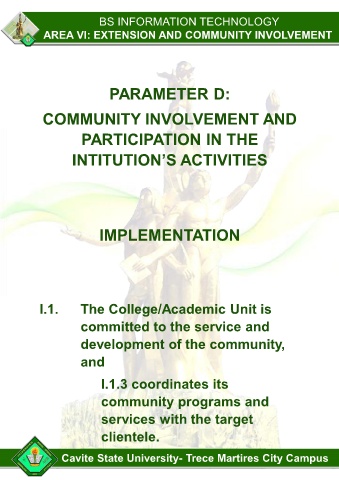 BS INFORMATION TECHNOLOGY
AREA VI: EXTENSION AND COMMUNITY INVOLVEMENT
PARAMETER D:
COMMUNITY INVOLVEMENT AND
PARTICIPATION IN THE
INTITUTION'S ACTIVITIES
IMPLEMENTATION
I.1. The College/Academic Unit is
committed to the service and
development of the community,
and
I.1.3 coordinates its
community programs and
services with the target
clientele.
Cavite State University- Trece Martires City Campus